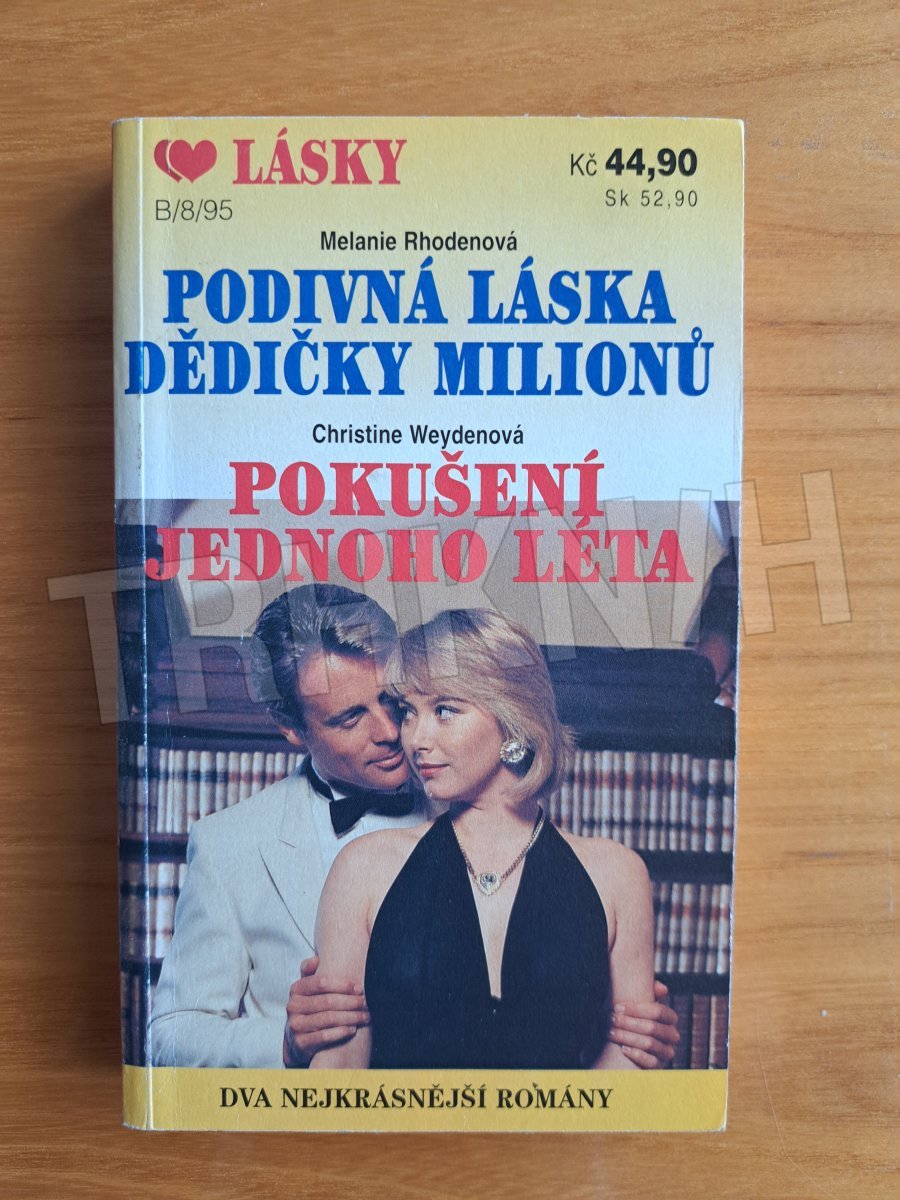 LÁSKY
Kč 44,90
Sk 52,90
B/8/95
Melanie Rhodenová
PODIVNÁ LÁSKA
DĚDIČKY MILIONŮ
Christine Weydenová
POKUŠENÍ
JEDNOHO LÉTA
TRHKNIH
DVA NEJKRÁSNĚJŠÍ ROMÁNY